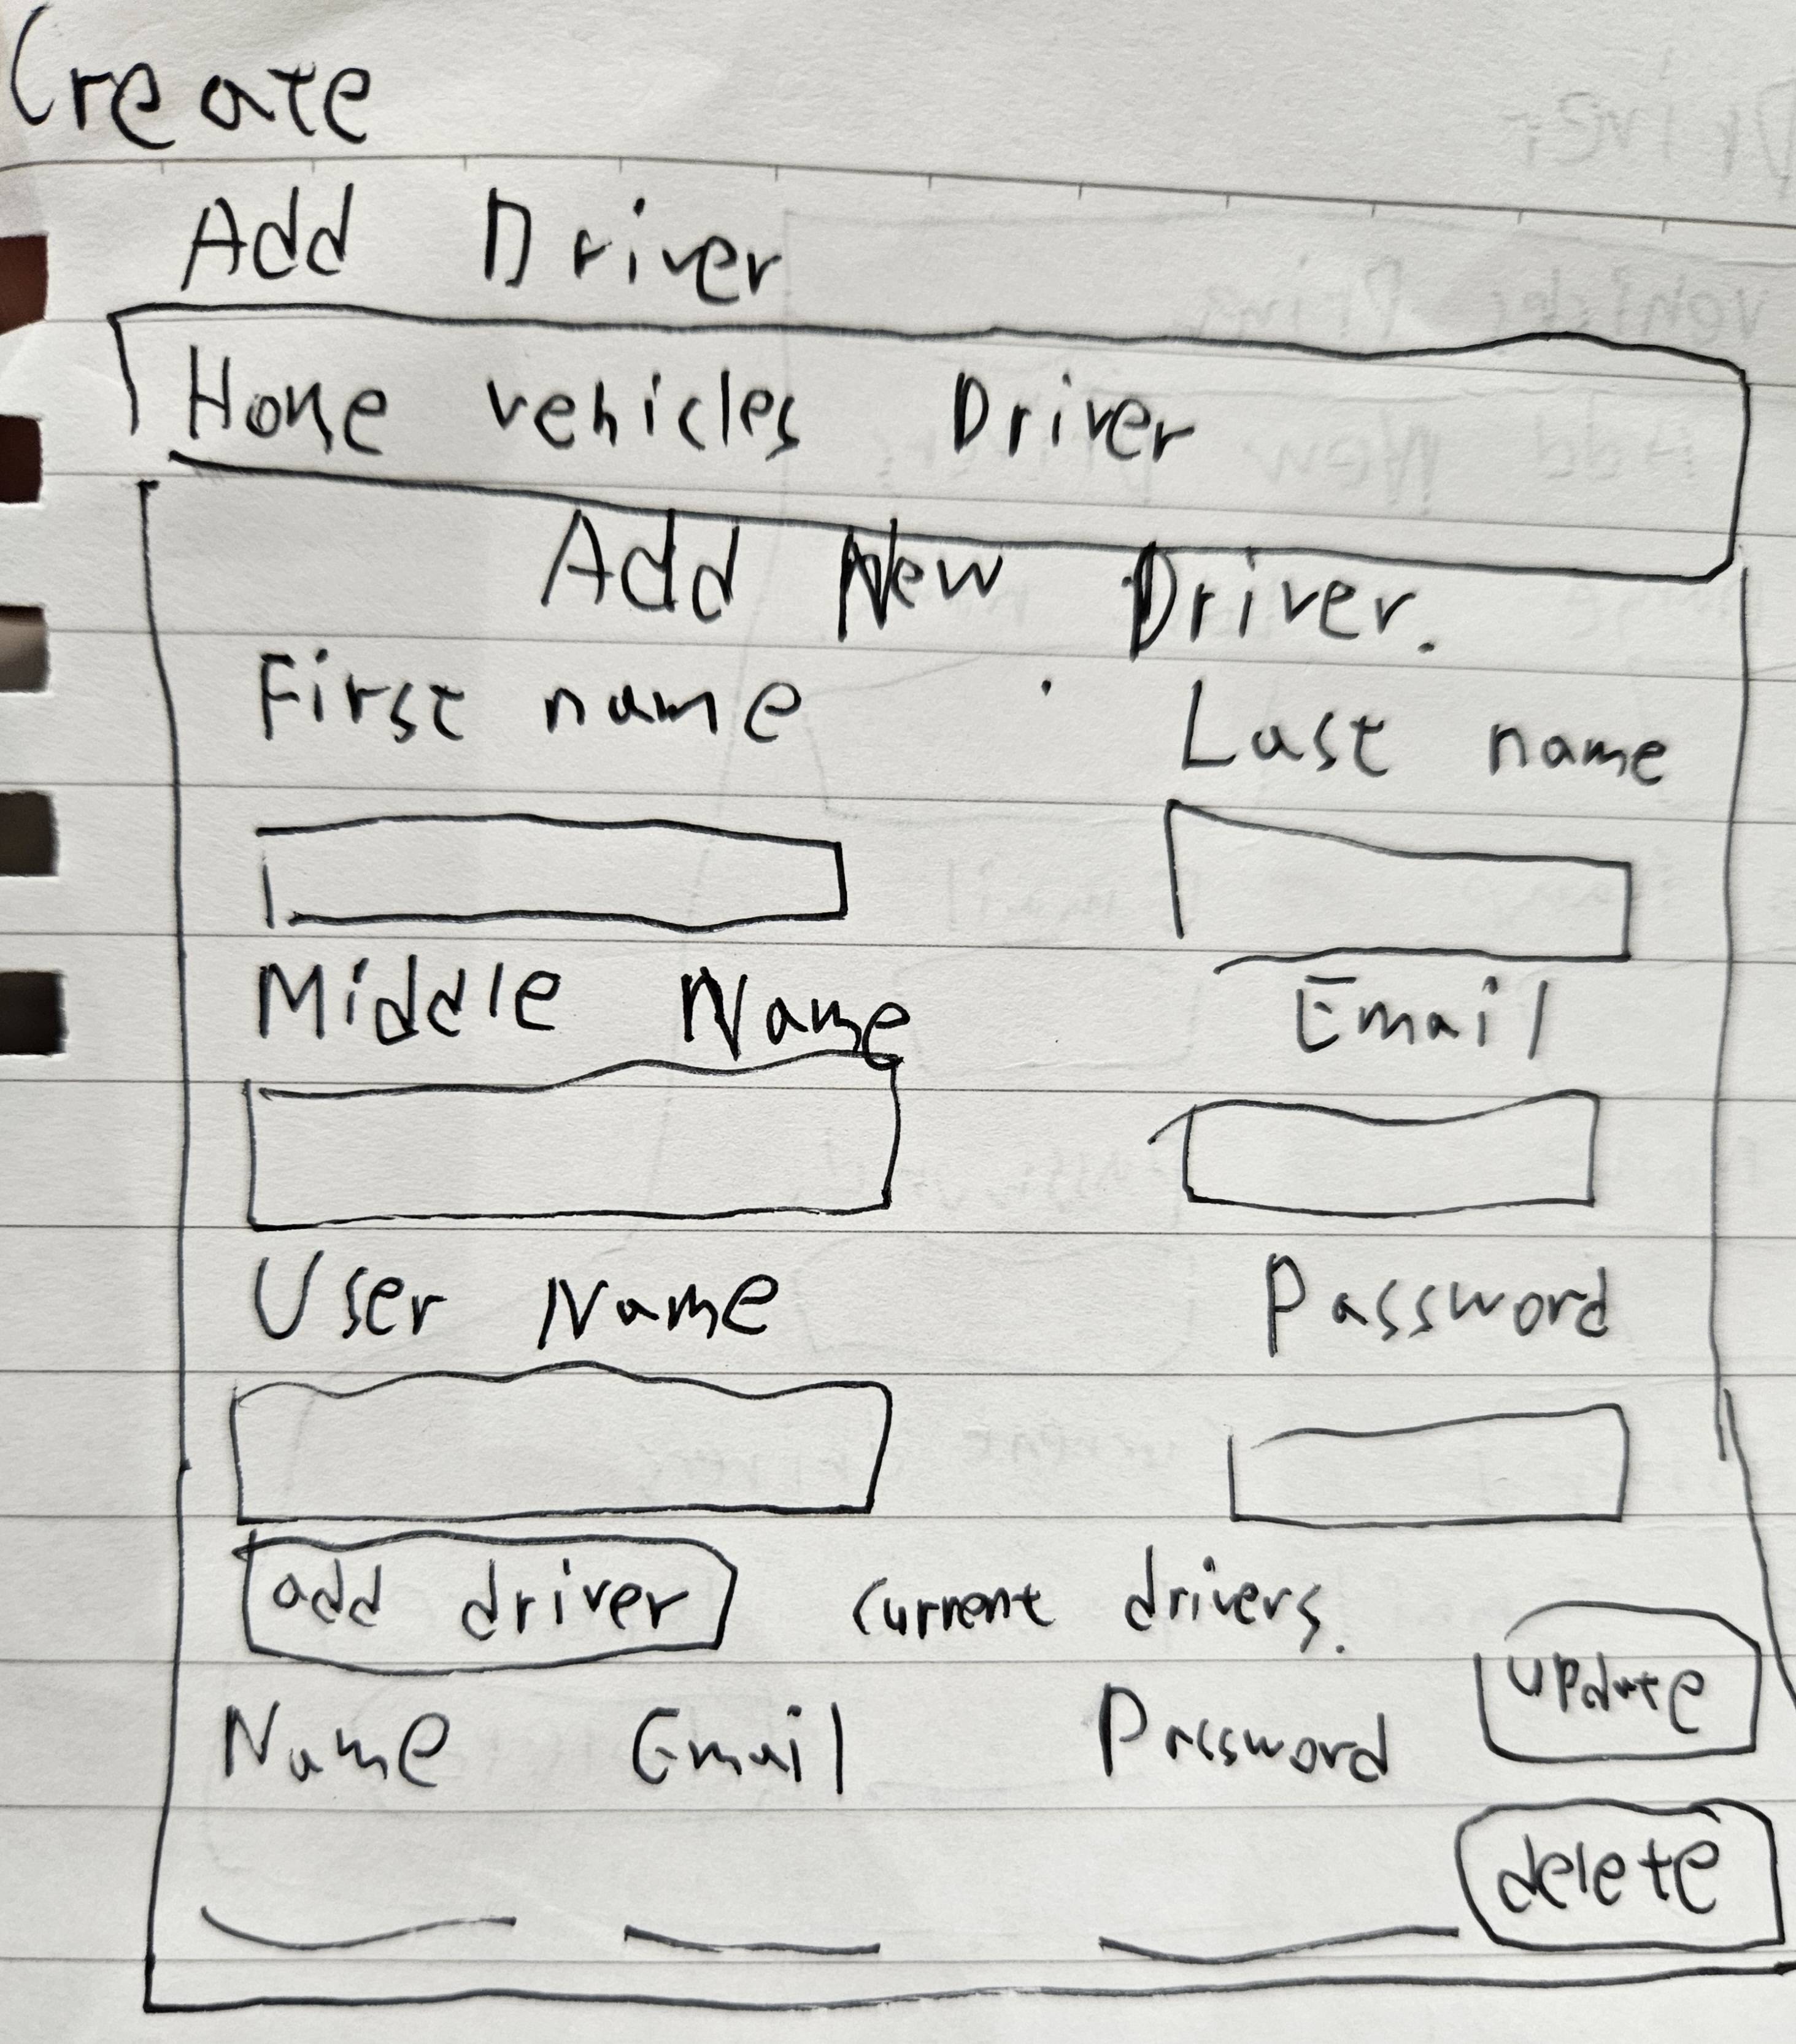 Create
Add Driver
Home vehicles Driver
Add New Driver.
First name Last name
Middle Name Email
User Name Password
add driver current drivers.
update
Name Email Password
delete